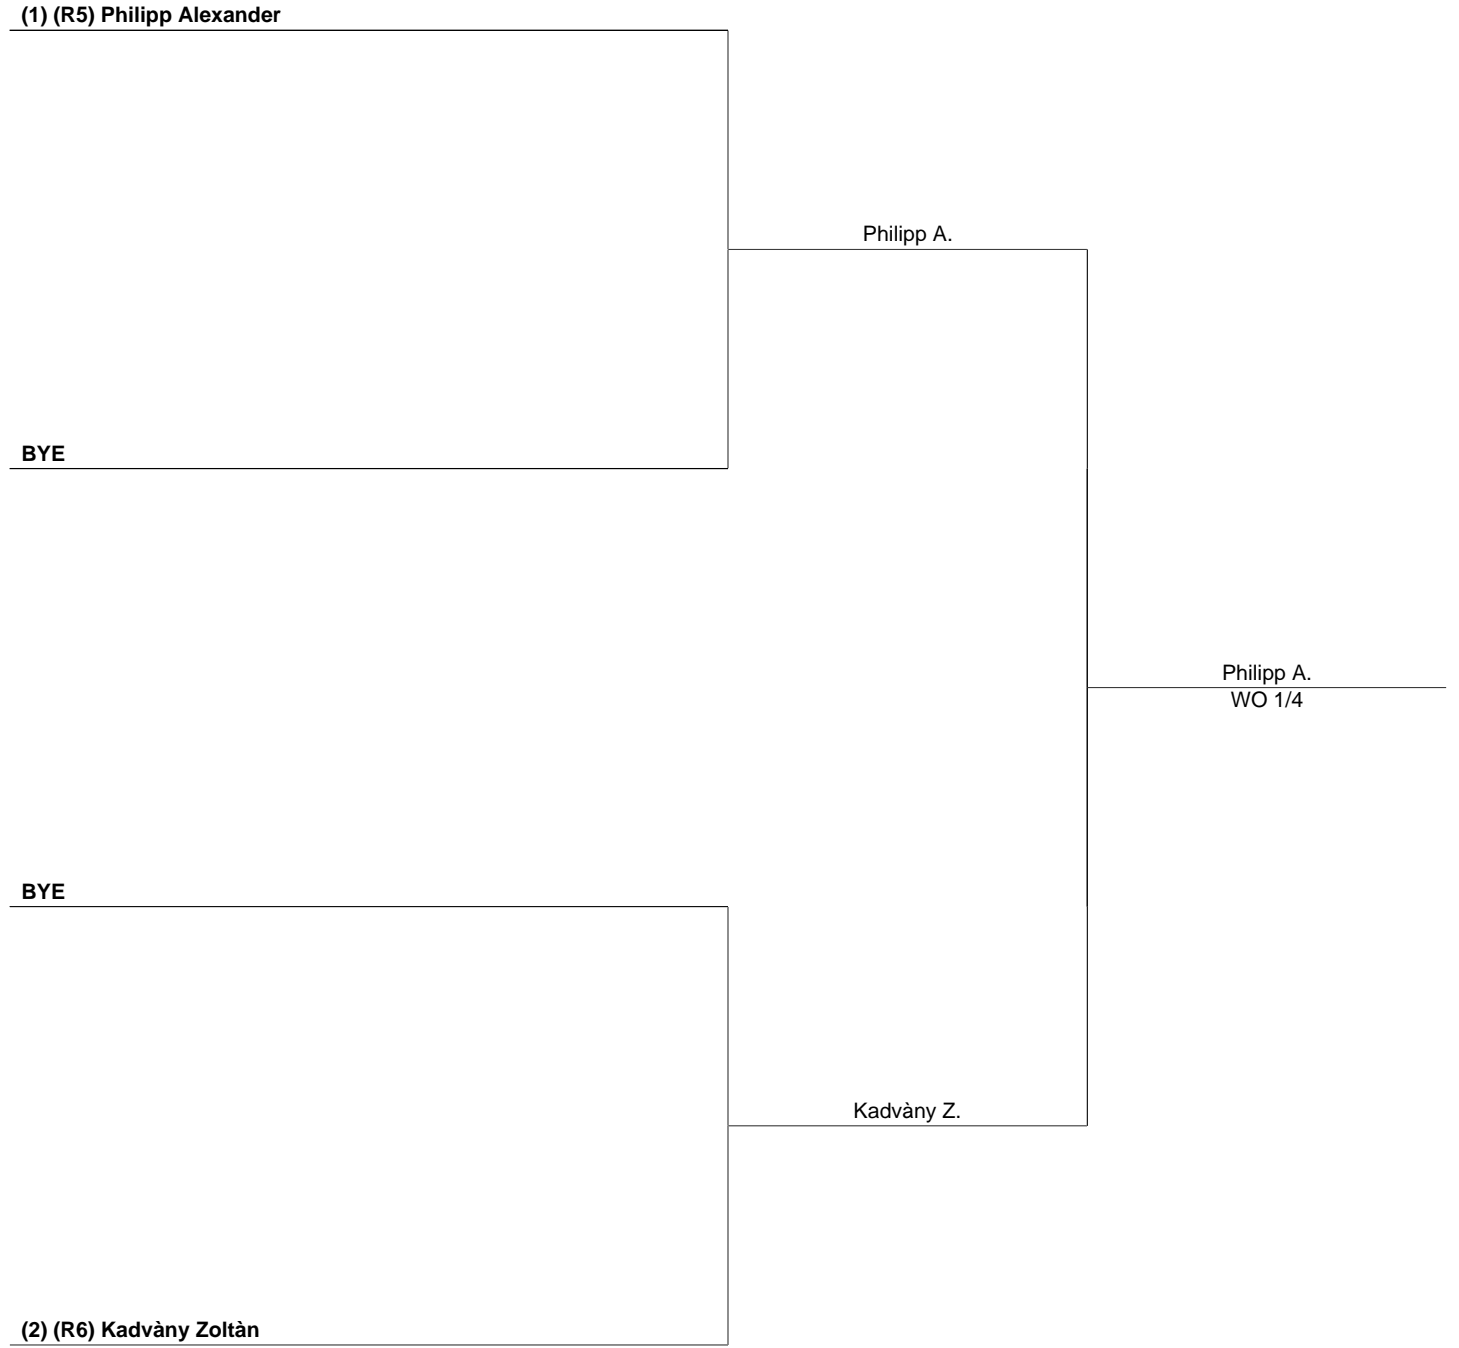 (1) (R5) Philipp Alexander
Philipp A.
BYE
Philipp A.
WO 1/4
BYE
Kadvàny Z.
(2) (R6) Kadvàny Zoltàn